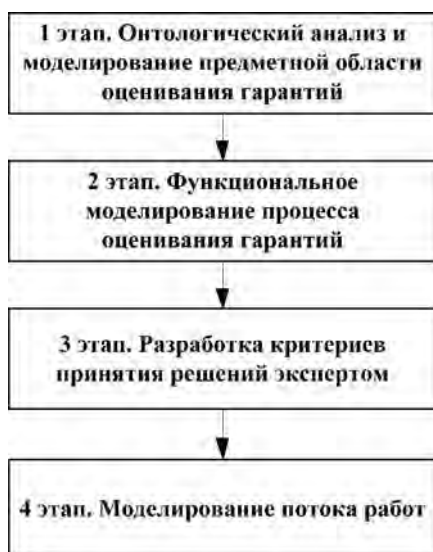 1 этап. Онтологический анализ и
моделирование предметной области
оценивания гарантий
2 этап. Функциональное
моделирование процесса
оценивания гарантий
3 этап. Разработка критериев
принятия решений экспертом
4 этап. Моделирование потока работ